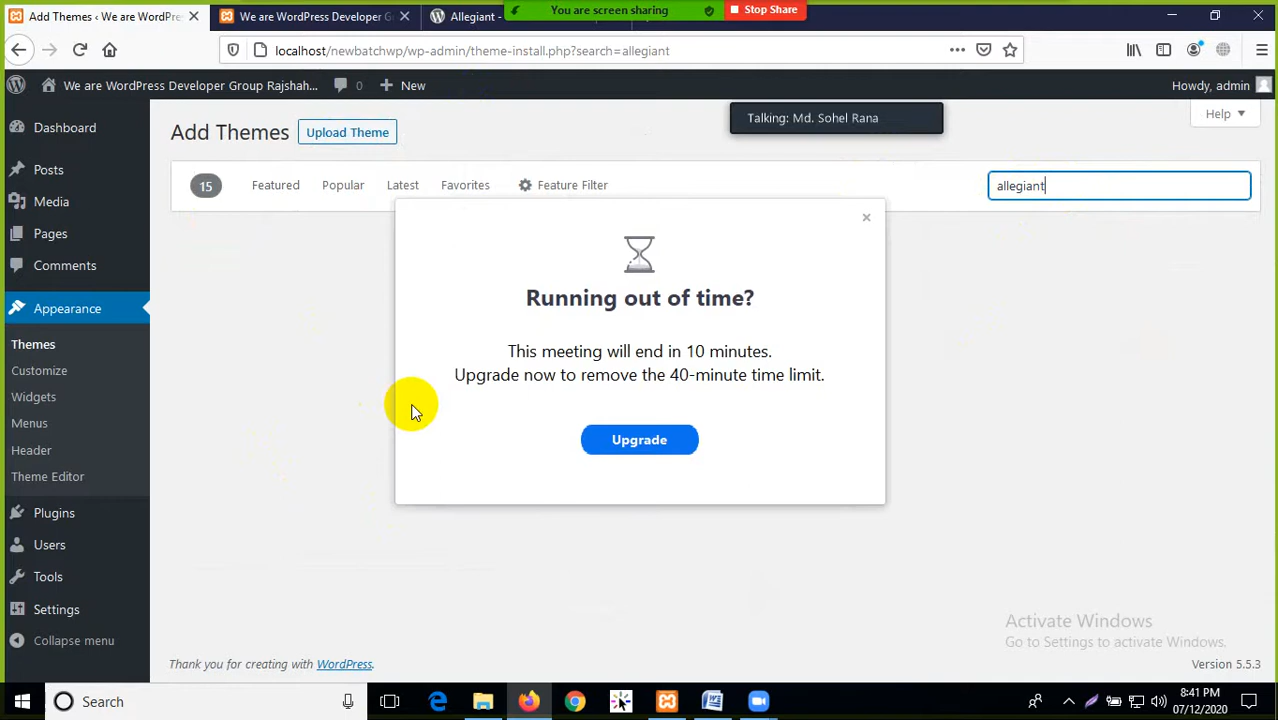 Add Themes ‹ We are WordPre
We are WordPress Developer G
Allegiant -
You are screen sharing
Stop Share
localhost/newbatchwp/wp-admin/theme-install.php?search=allegiant
We are WordPress Developer Group Rajshah...
0
New
Howdy, admin
Talking: Md. Sohel Rana
Help
Dashboard
Posts
Media
Pages
Comments
Appearance
Themes
Customize
Widgets
Menus
Header
Theme Editor
Plugins
Users
Tools
Settings
Collapse menu
Add Themes
Upload Theme
15
Featured
Popular
Latest
Favorites
Feature Filter
allegiant
×
Running out of time?
This meeting will end in 10 minutes.
Upgrade now to remove the 40-minute time limit.
Upgrade
Activate Windows
Go to Settings to activate Windows.
Thank you for creating with WordPress.
Version 5.5.3
Search
8:41 PM
07/12/2020